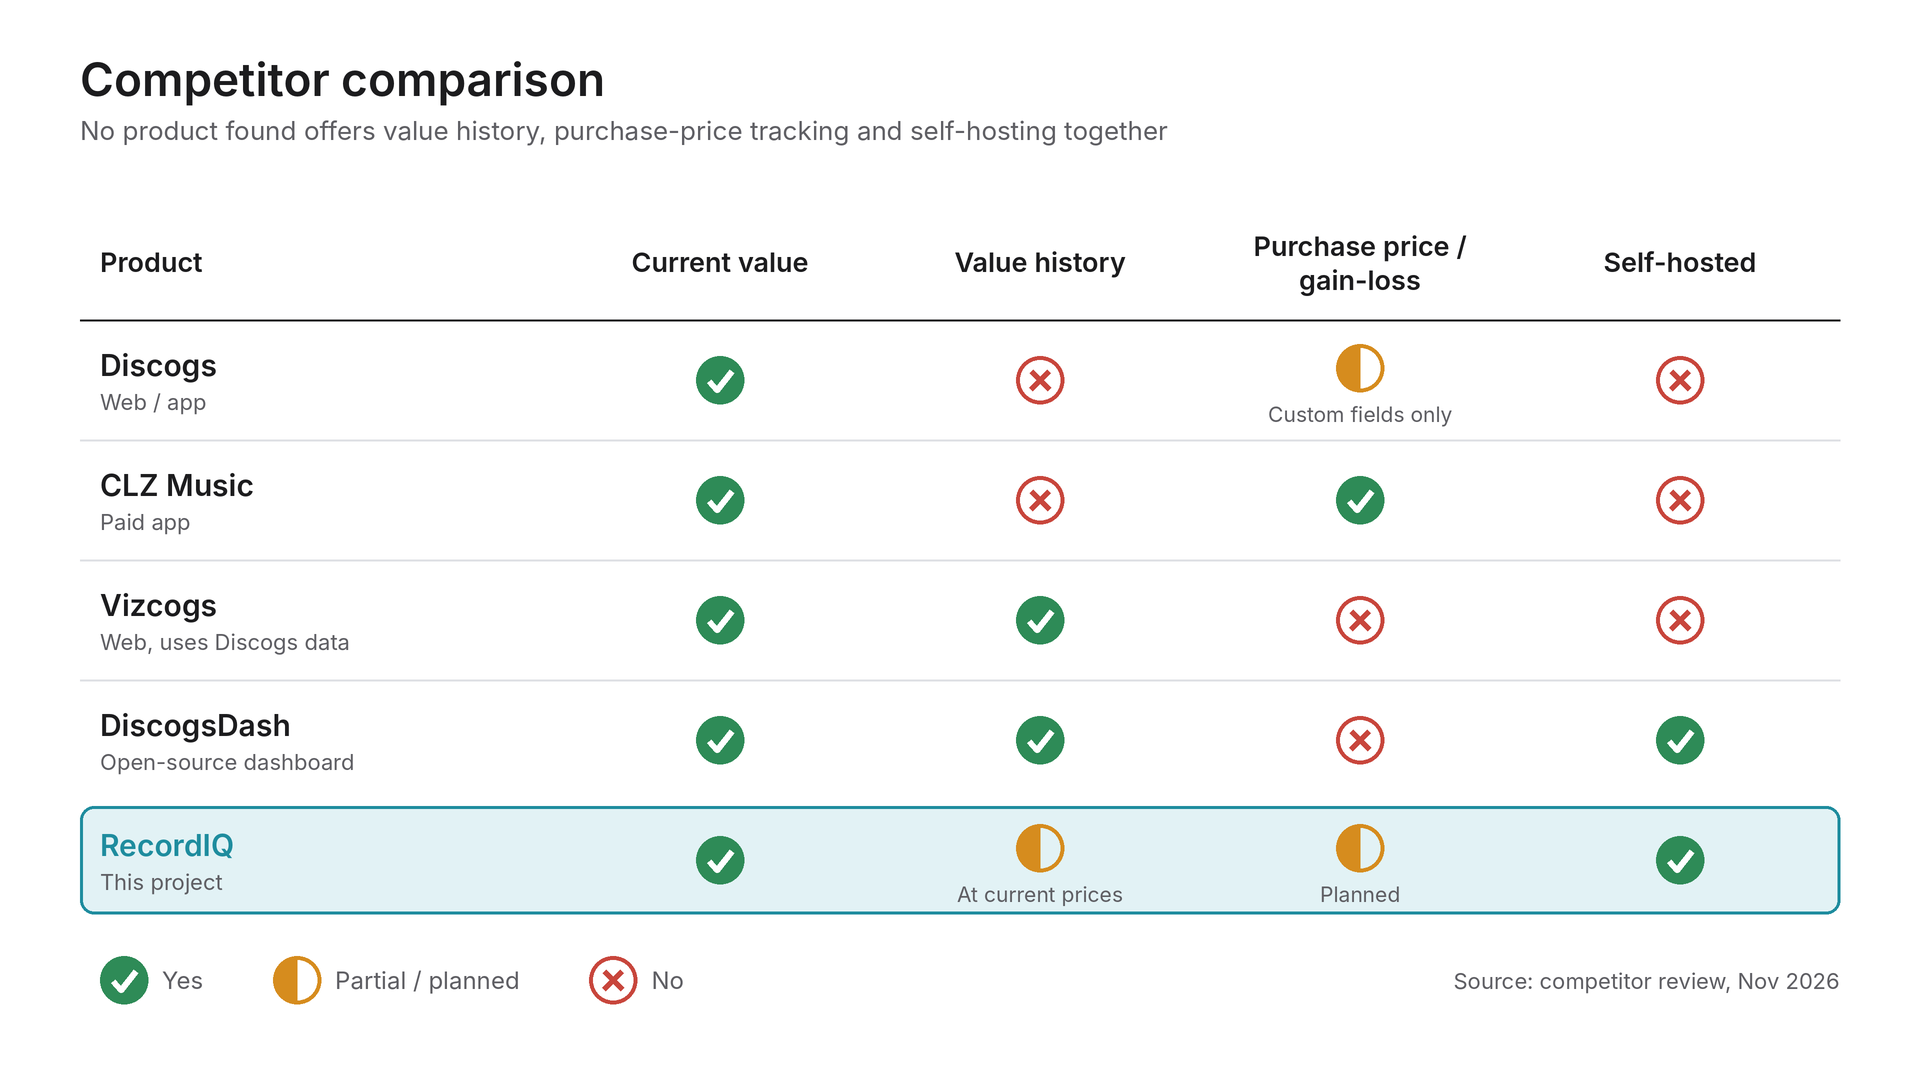 Competitor comparison
No product found offers value history, purchase-price tracking and self-hosting together
Product
Current value
Value history
Purchase price /
gain-loss
Self-hosted
Discogs
Web / app
Custom fields only
CLZ Music
Paid app
Vizcogs
Web, uses Discogs data
DiscogsDash
Open-source dashboard
RecordIQ
This project
At current prices
Planned
Yes
Partial / planned
No
Source: competitor review, Nov 2026